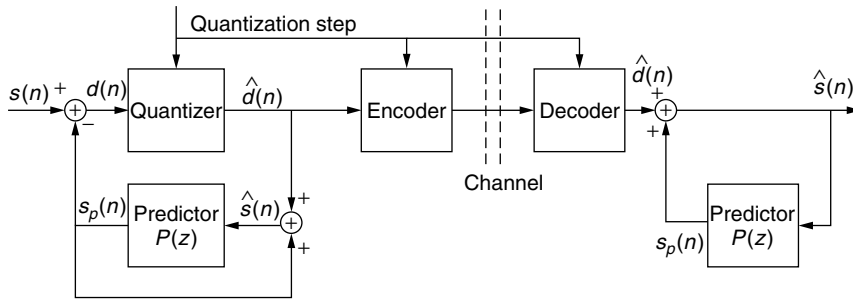 Quantization step
s(n) + d(n) − Quantizer d̂(n) Encoder Decoder d̂(n) + + ŝ(n)
Channel
s_p(n) Predictor P(z) ŝ(n) + + +
s_p(n) Predictor P(z)